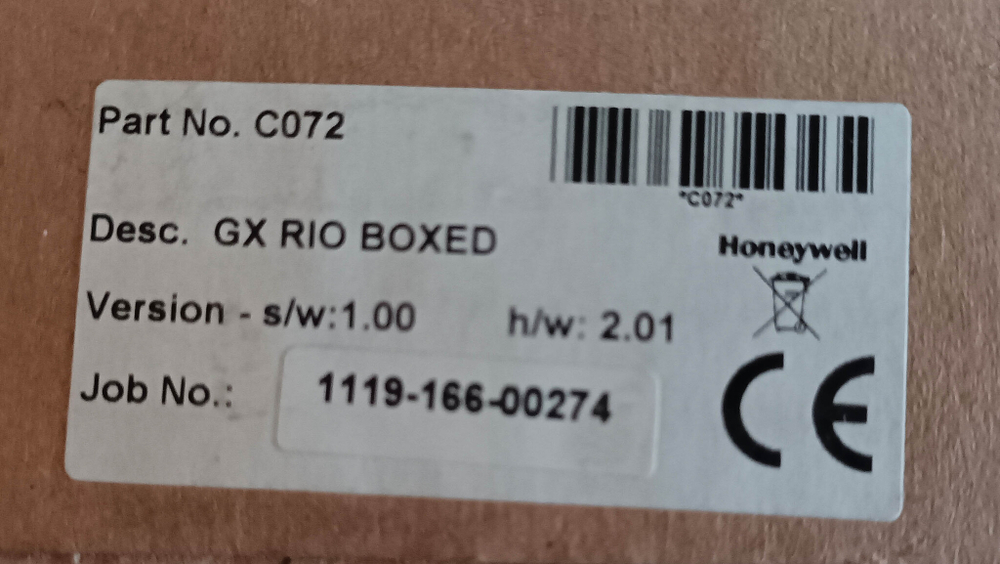 Part No. C072
*C072*
Desc. GX RIO BOXED
Honeywell
Version - s/w:1.00 h/w: 2.01
Job No.: 1119-166-00274
CE